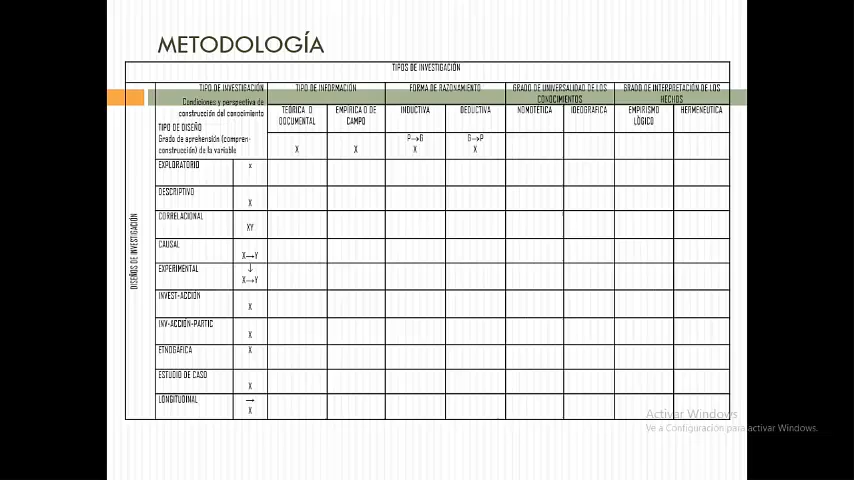 METODOLOGÍA
TIPOS DE INVESTIGACIÓN
TIPO DE INVESTIGACIÓN
Condiciones y perspectiva de
construcción del conocimiento
TIPO DE DISEÑO
Grado de aprehensión (compren-
construcción) de la variable
TIPO DE INFORMACIÓN
FORMA DE RAZONAMIENTO
GRADO DE UNIVERSALIDAD DE LOS
CONOCIMIENTOS
GRADO DE INTERPRETACIÓN DE LOS
HECHOS
TEÓRICA O
DOCUMENTAL
EMPÍRICA O DE
CAMPO
INDUCTIVA
DEDUCTIVA
NOMOTÉTICA
IDEOGRÁFICA
EMPIRISMO
LÓGICO
HERMENÉUTICA
P→G
G→P
X X X X
DISEÑOS DE INVESTIGACIÓN
EXPLORATORIO x
DESCRIPTIVO
X
CORRELACIONAL
XY
CAUSAL
X→Y
EXPERIMENTAL ↓
X→Y
INVEST-ACCIÓN
X
INV-ACCIÓN-PARTIC
X
ETNOGÁFICA X
ESTUDIO DE CASO
X
LONGITUDINAL →
X
Activar Windows
Ve a Configuración para activar Windows.